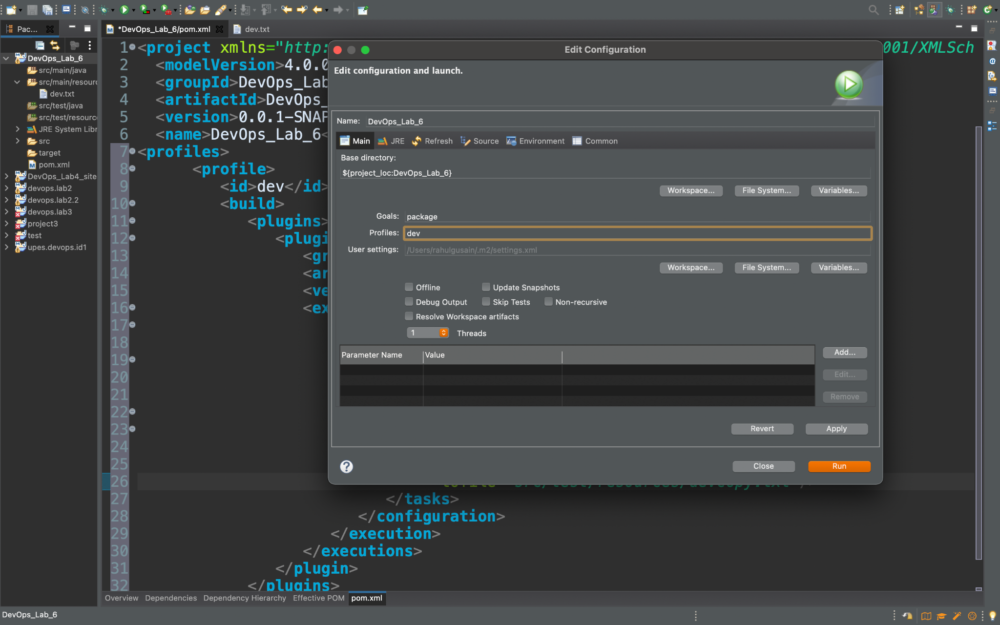 Pac...
DevOps_Lab_6
src/main/java
src/main/resourc
dev.txt
src/test/java
src/test/resourc
JRE System Libr
src
target
pom.xml
DevOps_Lab4_site
devops.lab2
devops.lab2.2
devops.lab3
project3
test
upes.devops.id1
*DevOps_Lab_6/pom.xml
dev.txt
1 <project xmlns="http: 001/XMLSch
2 <modelVersion>4.0.0
3 <groupId>DevOps_Lab
4 <artifactId>DevOps_
5 <version>0.0.1-SNAP
6 <name>DevOps_Lab_6<
7 <profiles>
8 <profile>
9 <id>dev</id>
10 <build>
11 <plugins>
12 <plugi
13 <gr
14 <ar
15 <ve
16 <ex
17
18
19
20
21
22
23
24
25
26 tofile="src/test/resources/devcopy.txt"/>
27 </tasks>
28 </configuration>
29 </execution>
30 </executions>
31 </plugin>
32 </plugins>
Edit Configuration
Edit configuration and launch.
Name: DevOps_Lab_6
Main JRE Refresh Source Environment Common
Base directory:
${project_loc:DevOps_Lab_6}
Workspace... File System... Variables...
Goals: package
Profiles: dev
User settings: /Users/rahulgusain/.m2/settings.xml
Workspace... File System... Variables...
Offline Update Snapshots
Debug Output Skip Tests Non-recursive
Resolve Workspace artifacts
1 Threads
Parameter Name Value
Add...
Edit...
Remove
Revert Apply
? Close Run
Overview Dependencies Dependency Hierarchy Effective POM pom.xml
DevOps_Lab_6